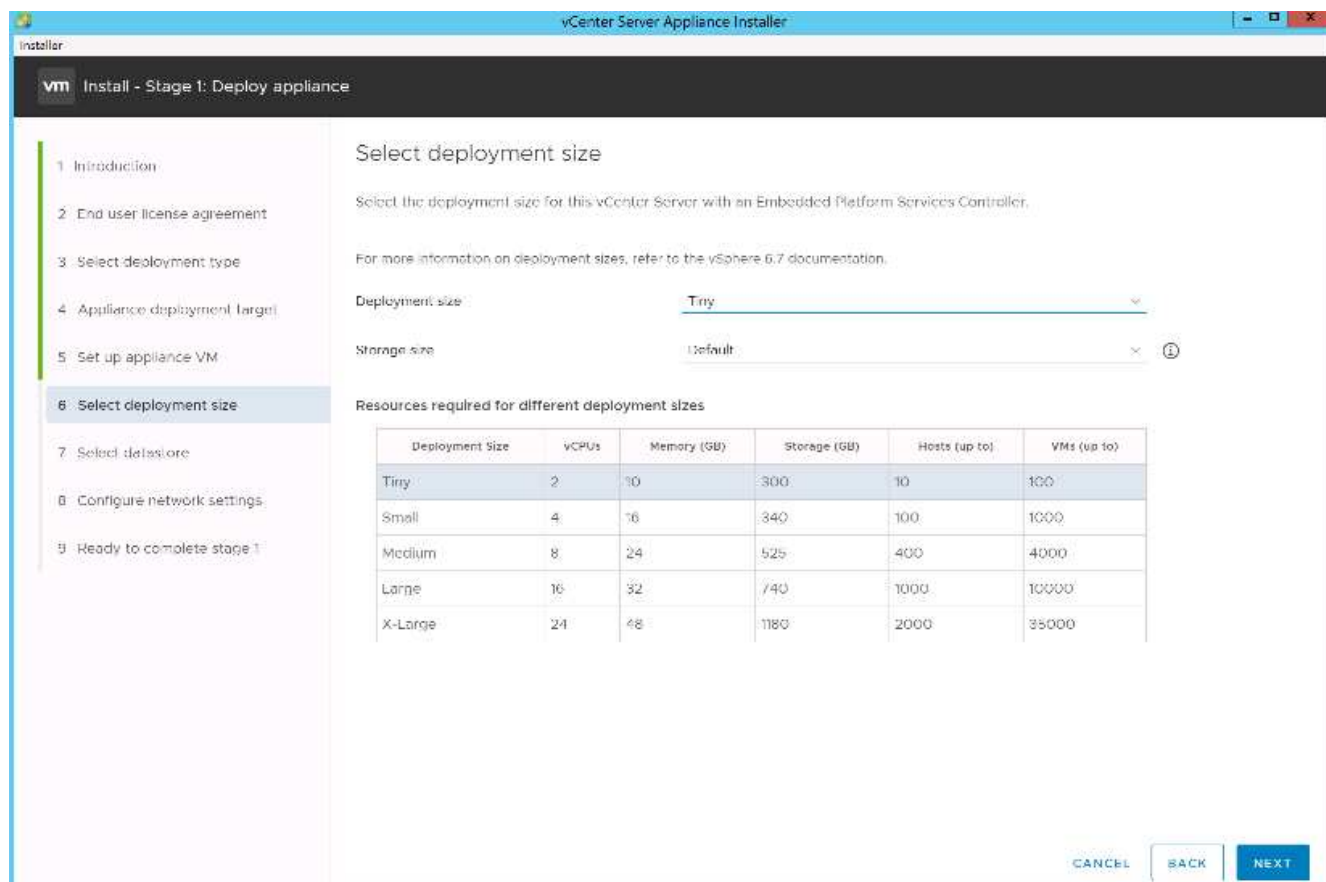 vCenter Server Appliance Installer
Installer
vm Install - Stage 1: Deploy appliance
1 Introduction
2 End user license agreement
3 Select deployment type
4 Appliance deployment target
5 Set up appliance VM
6 Select deployment size
7 Select datastore
8 Configure network settings
9 Ready to complete stage 1
Select deployment size
Select the deployment size for this vCenter Server with an Embedded Platform Services Controller.
For more information on deployment sizes, refer to the vSphere 6.7 documentation.
Deployment size Tiny
Storage size Default
Resources required for different deployment sizes
Deployment Size vCPUs Memory (GB) Storage (GB) Hosts (up to) VMs (up to)
Tiny 2 10 300 10 100
Small 4 16 340 100 1000
Medium 8 24 525 400 4000
Large 16 32 740 1000 10000
X-Large 24 48 1180 2000 35000
CANCEL BACK NEXT